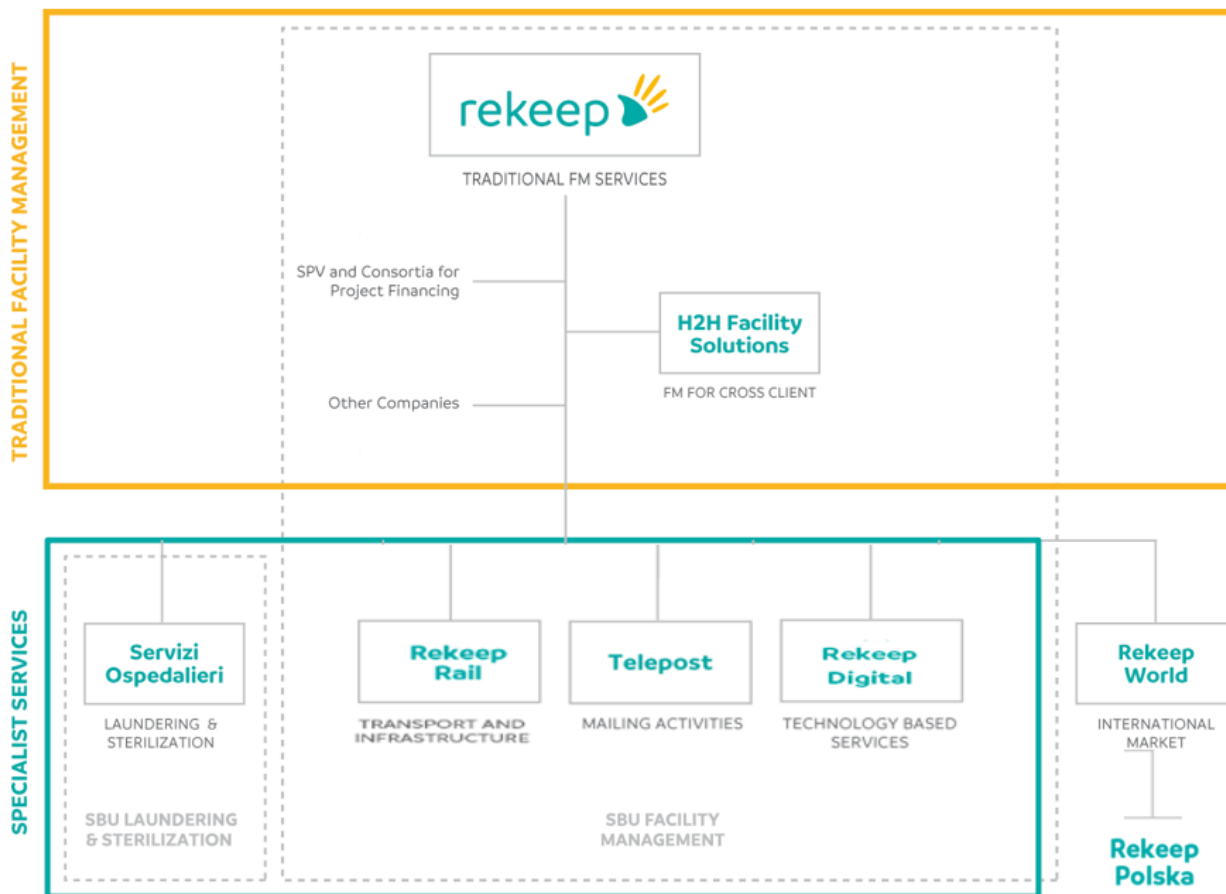 TRADITIONAL FACILITY MANAGEMENT
rekeep
TRADITIONAL FM SERVICES
SPV and Consortia for
Project Financing
H2H Facility
Solutions
FM FOR CROSS CLIENT
Other Companies
SPECIALIST SERVICES
Servizi
Ospedalieri
LAUNDERING &
STERILIZATION
SBU LAUNDERING
& STERILIZATION
Rekeep
Rail
TRANSPORT AND
INFRASTRUCTURE
Telepost
MAILING ACTIVITIES
Rekeep
Digital
TECHNOLOGY BASED
SERVICES
SBU FACILITY
MANAGEMENT
Rekeep
World
INTERNATIONAL
MARKET
Rekeep
Polska